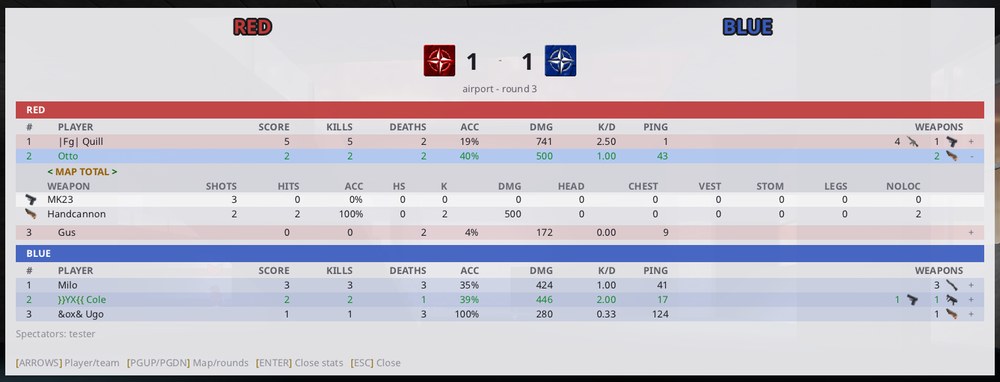 RED BLUE
1 - 1
airport - round 3
RED
# PLAYER SCORE KILLS DEATHS ACC DMG K/D PING WEAPONS
1 |Fg| Quill 5 5 2 19% 741 2.50 1 4 1 +
2 Otto 2 2 2 40% 500 1.00 43 2 -
< MAP TOTAL >
WEAPON SHOTS HITS ACC HS K DMG HEAD CHEST VEST STOM LEGS NOLOC
MK23 3 0 0% 0 0 0 0 0 0 0 0 0
Handcannon 2 2 100% 0 2 500 0 0 0 0 0 2
3 Gus 0 0 2 4% 172 0.00 9 +
BLUE
# PLAYER SCORE KILLS DEATHS ACC DMG K/D PING WEAPONS
1 Milo 3 3 3 35% 424 1.00 41 3 +
2 }}YX{{ Cole 2 2 1 39% 446 2.00 17 1 1 +
3 &ox& Ugo 1 1 3 100% 280 0.33 124 1 +
Spectators: tester
[ARROWS] Player/team [PGUP/PGDN] Map/rounds [ENTER] Close stats [ESC] Close